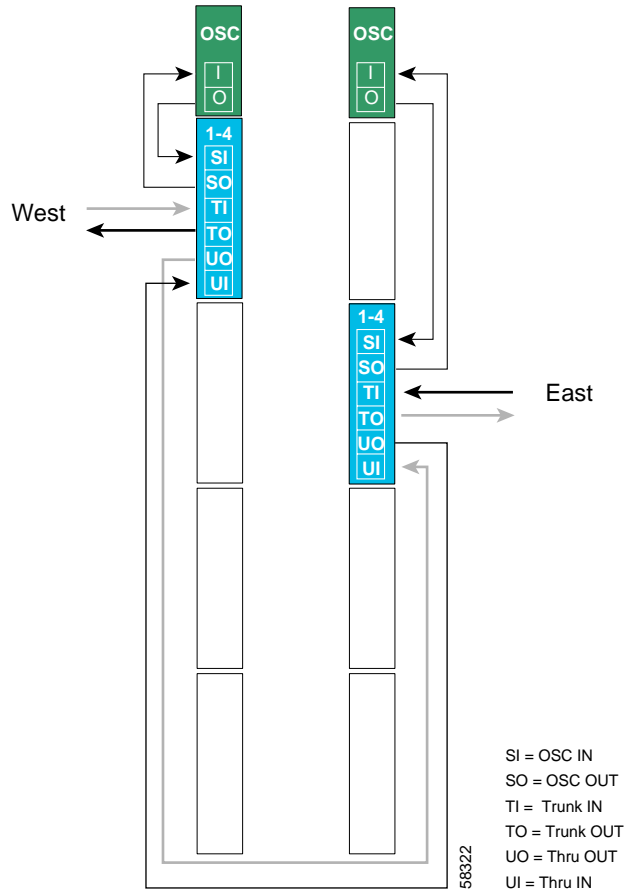 OSC
I
O
1-4
SI
SO
TI
TO
UO
UI
West
OSC
I
O
1-4
SI
SO
TI
TO
UO
UI
East
SI = OSC IN
SO = OSC OUT
TI = Trunk IN
TO = Trunk OUT
UO = Thru OUT
UI = Thru IN
58322